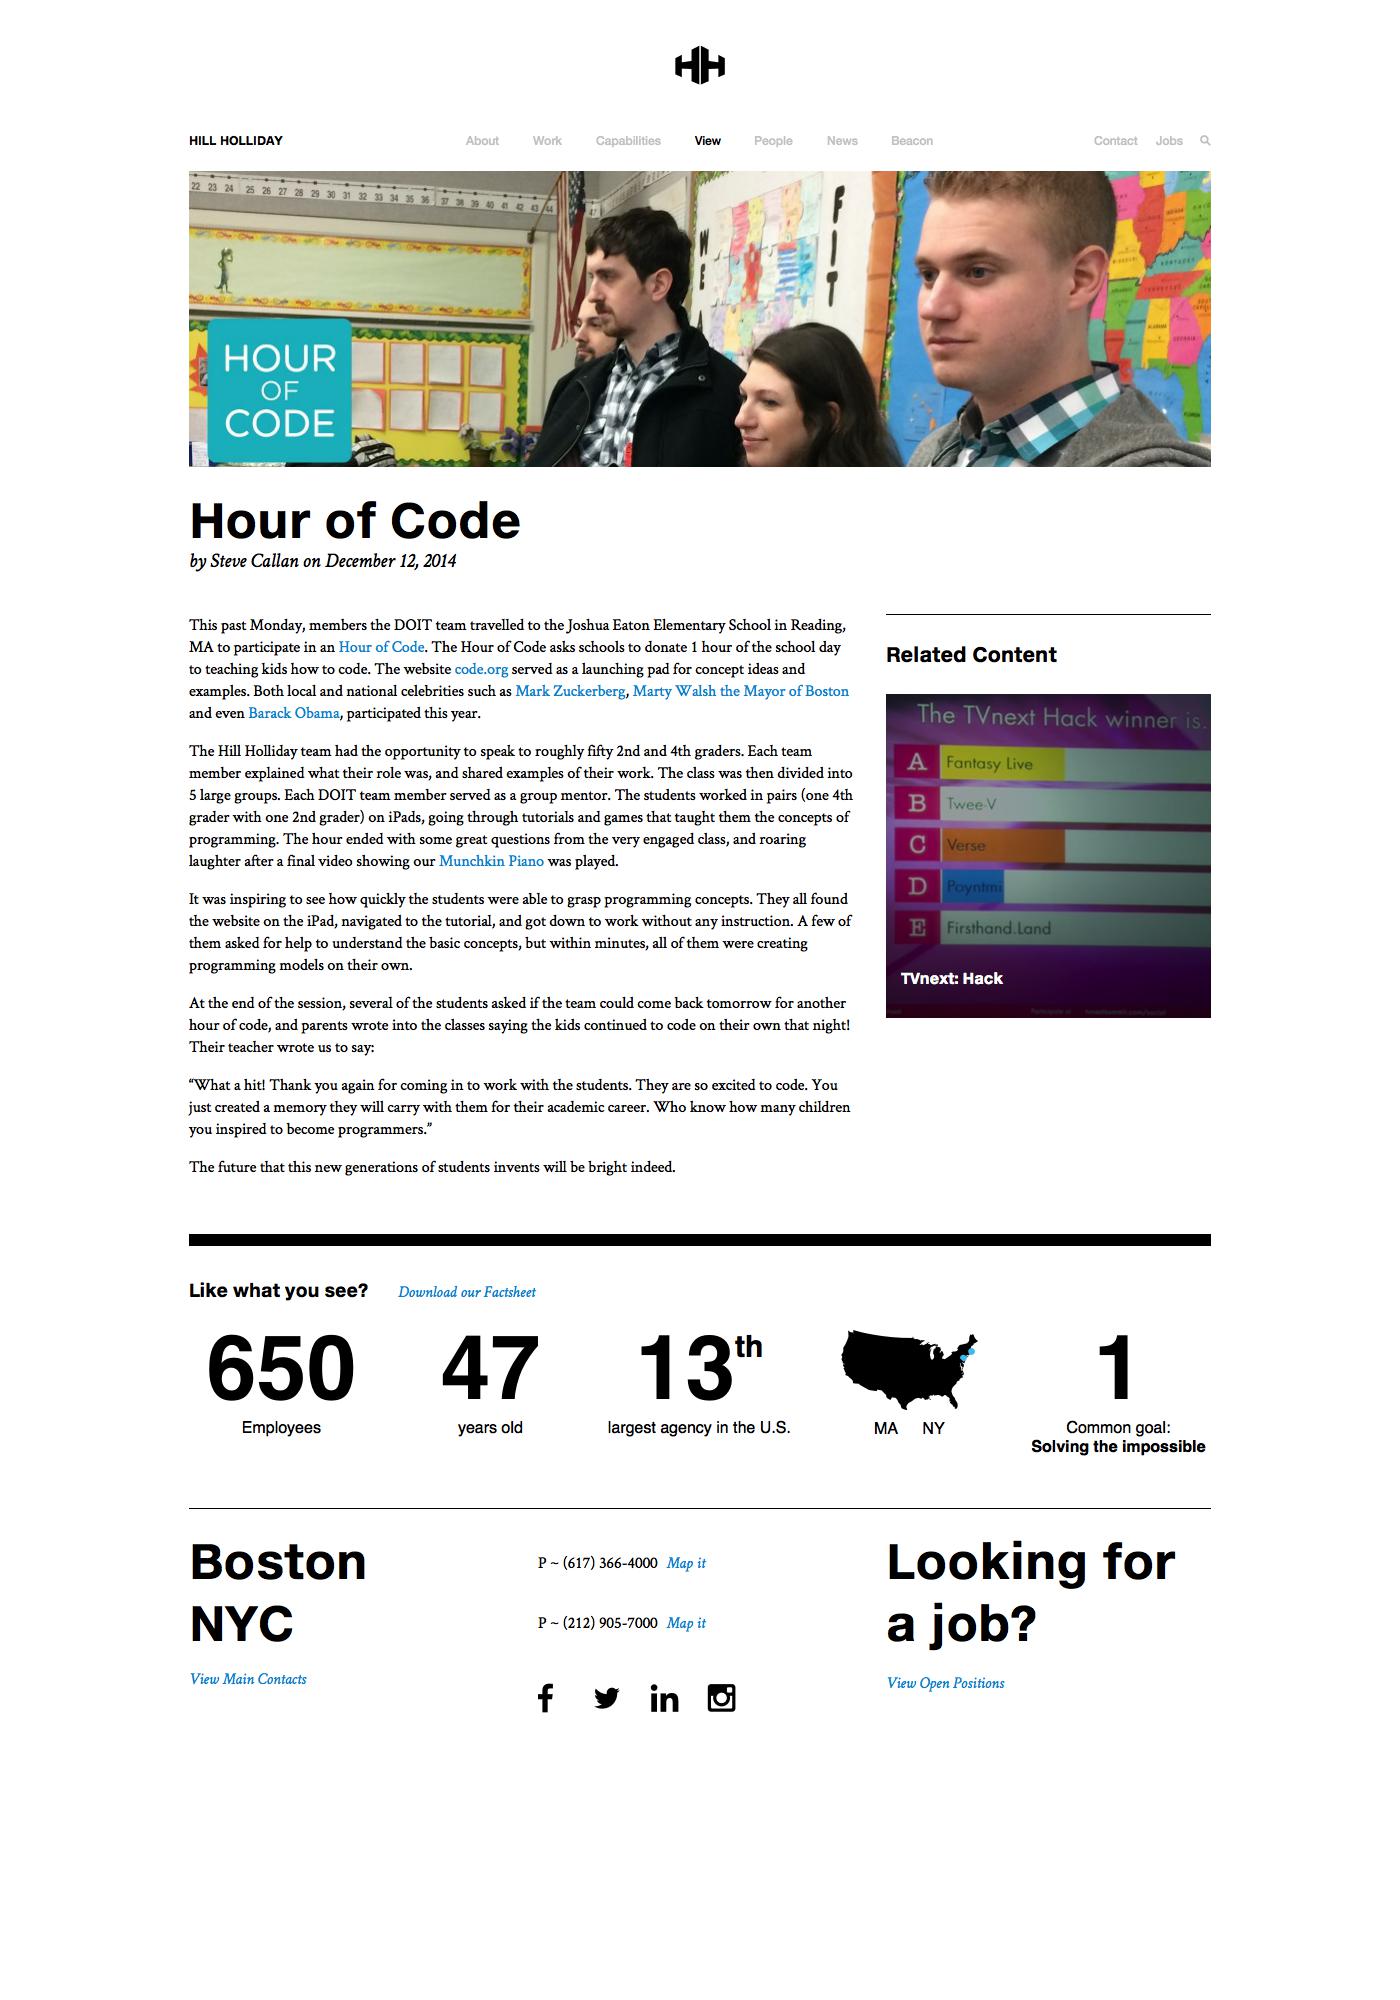 HILL HOLLIDAY
About Work Capabilities View People News Beacon
Contact Jobs
22 23 24 25 26 27 28 29 30 31 32 33 34 35 36 37 38 39 40 41 42 43 44
47
WE A
FIT
HOUR
OF
CODE
Hour of Code
by Steve Callan on December 12, 2014
This past Monday, members the DOIT team travelled to the Joshua Eaton Elementary School in Reading,
MA to participate in an Hour of Code. The Hour of Code asks schools to donate 1 hour of the school day
to teaching kids how to code. The website code.org served as a launching pad for concept ideas and
examples. Both local and national celebrities such as Mark Zuckerberg, Marty Walsh the Mayor of Boston
and even Barack Obama, participated this year.
The Hill Holliday team had the opportunity to speak to roughly fifty 2nd and 4th graders. Each team
member explained what their role was, and shared examples of their work. The class was then divided into
5 large groups. Each DOIT team member served as a group mentor. The students worked in pairs (one 4th
grader with one 2nd grader) on iPads, going through tutorials and games that taught them the concepts of
programming. The hour ended with some great questions from the very engaged class, and roaring
laughter after a final video showing our Munchkin Piano was played.
It was inspiring to see how quickly the students were able to grasp programming concepts. They all found
the website on the iPad, navigated to the tutorial, and got down to work without any instruction. A few of
them asked for help to understand the basic concepts, but within minutes, all of them were creating
programming models on their own.
At the end of the session, several of the students asked if the team could come back tomorrow for another
hour of code, and parents wrote into the classes saying the kids continued to code on their own that night!
Their teacher wrote us to say:
“What a hit! Thank you again for coming in to work with the students. They are so excited to code. You
just created a memory they will carry with them for their academic career. Who know how many children
you inspired to become programmers.”
The future that this new generations of students invents will be bright indeed.
Related Content
The TVnext Hack winner is.
A Fantasy Live
B Twee-V
C Verse
D Poyntmi
E Firsthand.Land
TVnext: Hack
Like what you see? Download our Factsheet
650
Employees
47
years old
13th
largest agency in the U.S.
MA NY
1
Common goal:
Solving the impossible
Boston
NYC
View Main Contacts
P ~ (617) 366-4000 Map it
P ~ (212) 905-7000 Map it
Looking for
a job?
View Open Positions